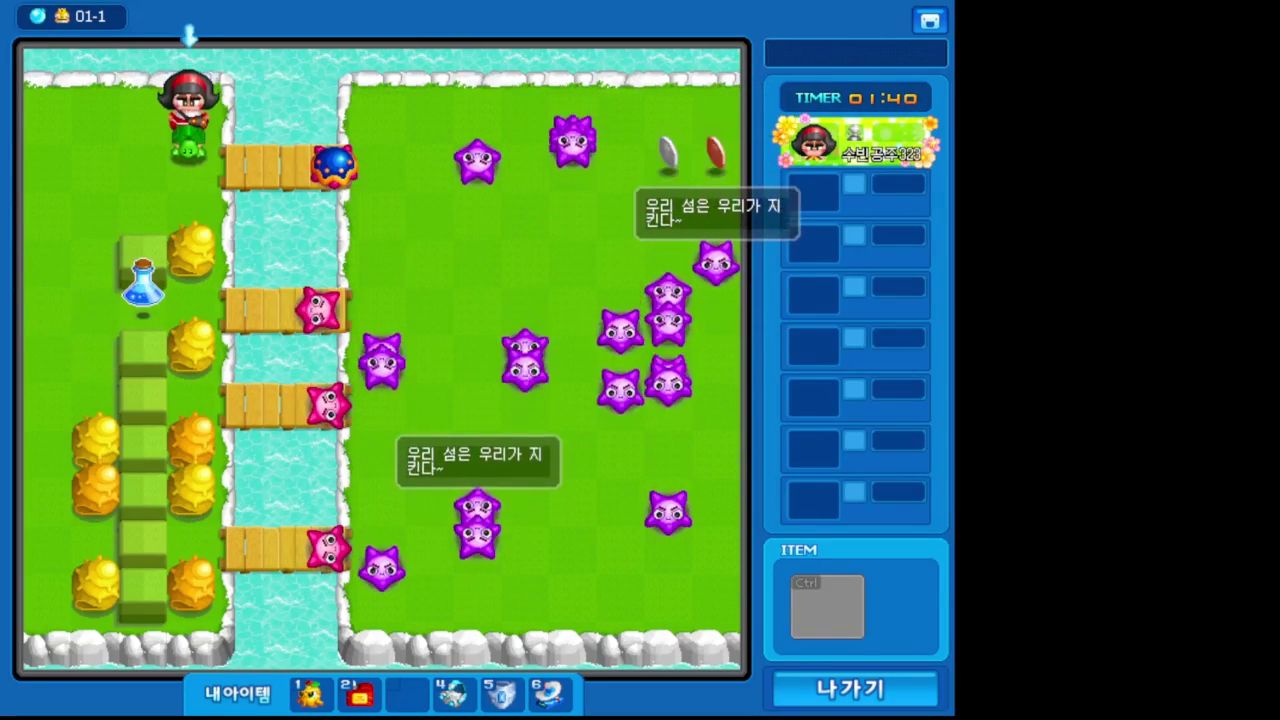 01-1
TIMER 01:40
수빈공주323
우리 섬은 우리가 지
킨다~
우리 섬은 우리가 지
킨다~
ITEM
Ctrl
내아이템 1 2 4 5 6
나가기